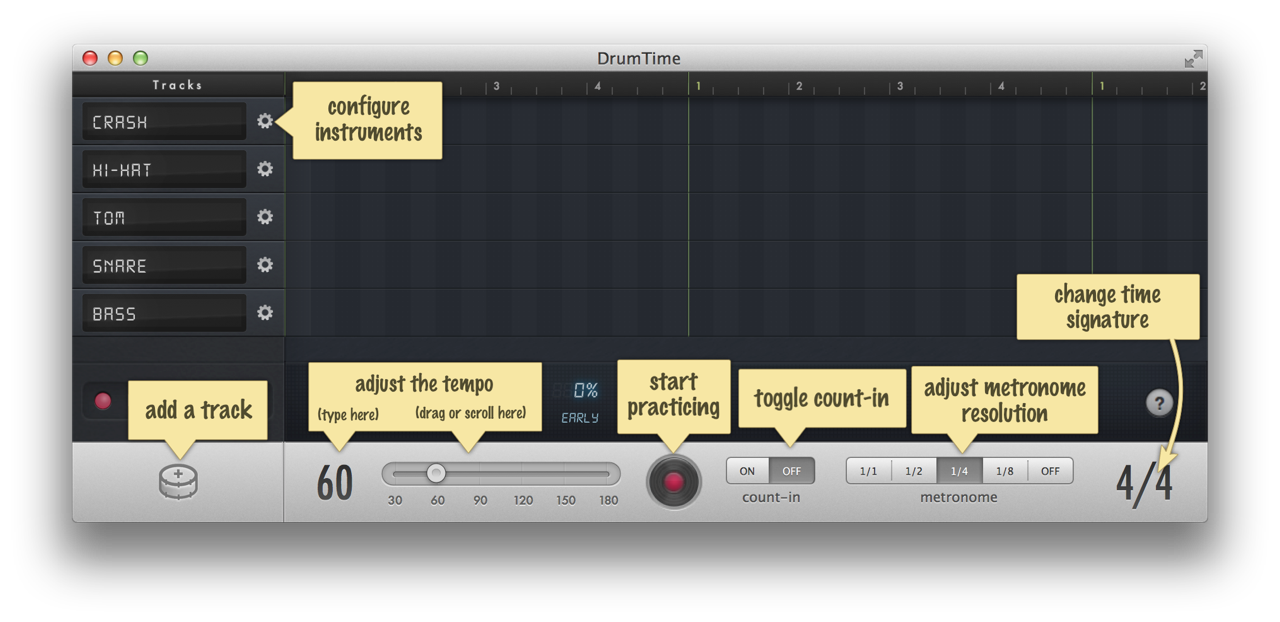 DrumTime
Tracks
3 4 1 2 3 4 1 2
configure
instruments
CRASH
HI-HAT
TOM
SNARE
BASS
change time
signature
add a track
adjust the tempo
(type here) (drag or scroll here)
0%
EARLY
start
practicing
toggle count-in
adjust metronome
resolution
?
60
30 60 90 120 150 180
ON OFF
count-in
1/1 1/2 1/4 1/8 OFF
metronome
4/4